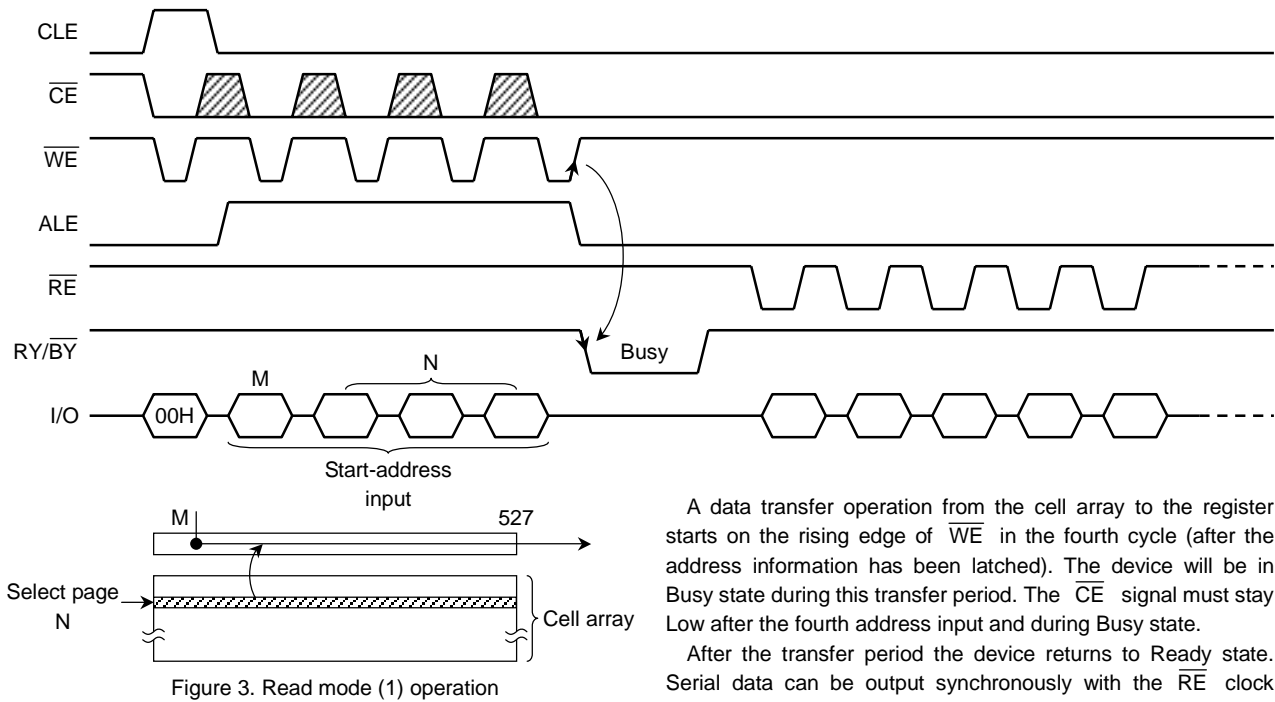 CLE
CE
WE
ALE
RE
RY/BY
Busy
M
N
I/O
00H
Start-address
input
M
527
Select page
N
Cell array
Figure 3. Read mode (1) operation
A data transfer operation from the cell array to the register
starts on the rising edge of WE in the fourth cycle (after the
address information has been latched). The device will be in
Busy state during this transfer period. The CE signal must stay
Low after the fourth address input and during Busy state.
After the transfer period the device returns to Ready state.
Serial data can be output synchronously with the RE clock